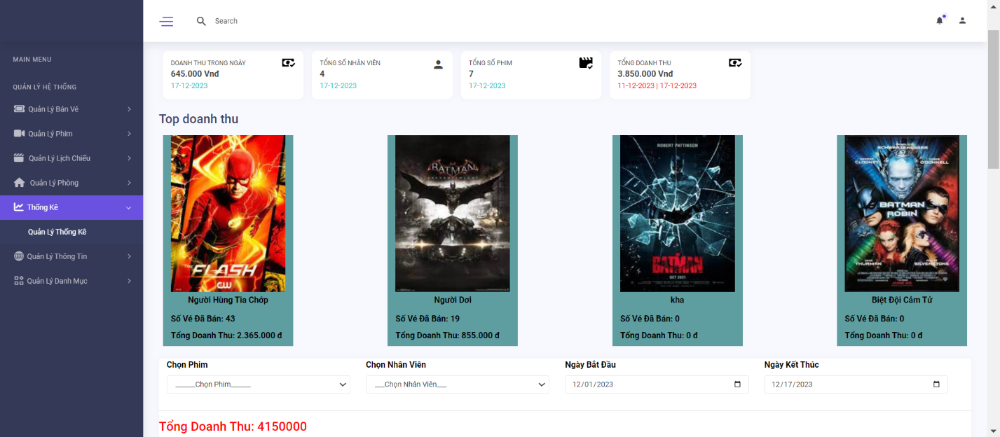 Search
MAIN MENU
QUẢN LÝ HỆ THỐNG
Quản Lý Bán Vé
Quản Lý Phim
Quản Lý Lịch Chiếu
Quản Lý Phòng
Thống Kê
Quản Lý Thống Kê
Quản Lý Thông Tin
Quản Lý Danh Mục
DOANH THU TRONG NGÀY
645.000 Vnđ
17-12-2023
TỔNG SỐ NHÂN VIÊN
4
17-12-2023
TỔNG SỐ PHIM
7
17-12-2023
TỔNG DOANH THU
3.850.000 Vnđ
11-12-2023 | 17-12-2023
Top doanh thu
THE FLASH
CW
Người Hùng Tia Chớp
Số Vé Đã Bán: 43
Tổng Doanh Thu: 2.365.000 đ
BATMAN
Người Dơi
Số Vé Đã Bán: 19
Tổng Doanh Thu: 855.000 đ
ROBERT PATTINSON
BATMAN
OCT 2021
kha
Số Vé Đã Bán: 0
Tổng Doanh Thu: 0 đ
SCHWARZENEGGER
CLOONEY
O'DONNELL
BATMAN
ROBIN
THURMAN
SILVERSTONE
JUNE 20
Biệt Đội Cảm Tử
Số Vé Đã Bán: 0
Tổng Doanh Thu: 0 đ
Chọn Phim
______Chọn Phim______
Chọn Nhân Viên
___Chọn Nhân Viên___
Ngày Bắt Đầu
12/01/2023
Ngày Kết Thúc
12/17/2023
Tổng Doanh Thu: 4150000